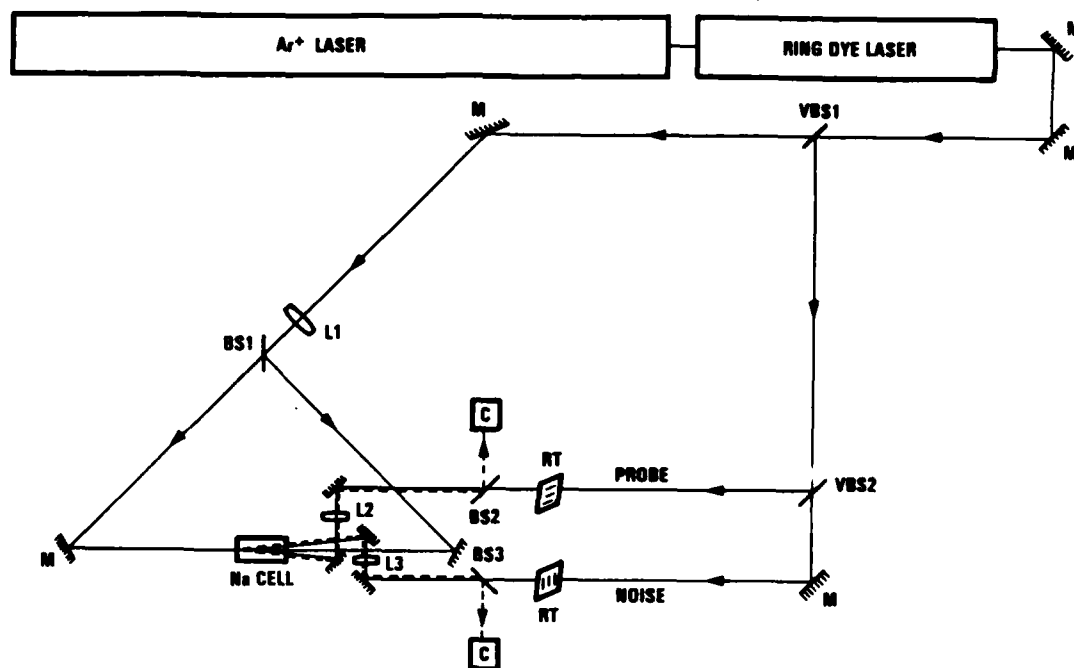 Ar+ LASER
RING DYE LASER
M
VBS1
M
M
L1
BS1
C
RT
PROBE
VBS2
BS2
L2
M
Na CELL
L3
BS3
RT
NOISE
M
C